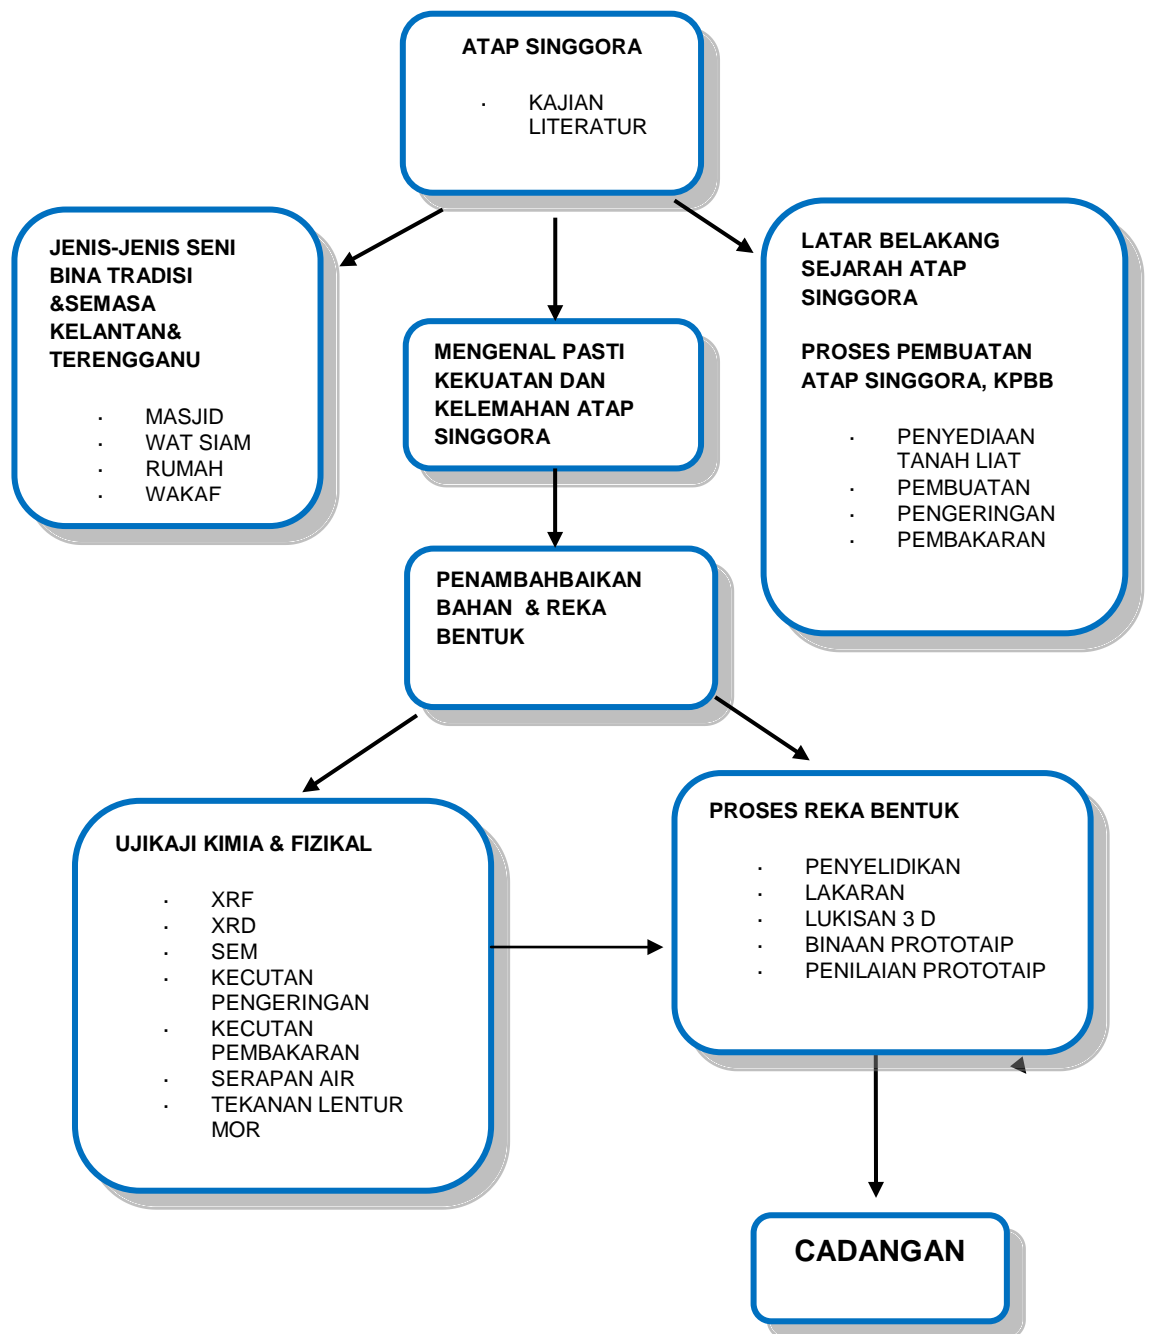 ATAP SINGGORA
· KAJIAN
LITERATUR
JENIS-JENIS SENI
BINA TRADISI
&SEMASA
KELANTAN&
TERENGGANU
· MASJID
· WAT SIAM
· RUMAH
· WAKAF
MENGENAL PASTI
KEKUATAN DAN
KELEMAHAN ATAP
SINGGORA
LATAR BELAKANG
SEJARAH ATAP
SINGGORA
PROSES PEMBUATAN
ATAP SINGGORA, KPBB
· PENYEDIAAN
TANAH LIAT
· PEMBUATAN
· PENGERINGAN
· PEMBAKARAN
PENAMBAHBAIKAN
BAHAN & REKA
BENTUK
UJIKAJI KIMIA & FIZIKAL
· XRF
· XRD
· SEM
· KECUTAN
PENGERINGAN
· KECUTAN
PEMBAKARAN
· SERAPAN AIR
· TEKANAN LENTUR
MOR
PROSES REKA BENTUK
· PENYELIDIKAN
· LAKARAN
· LUKISAN 3 D
· BINAAN PROTOTAIP
· PENILAIAN PROTOTAIP
CADANGAN